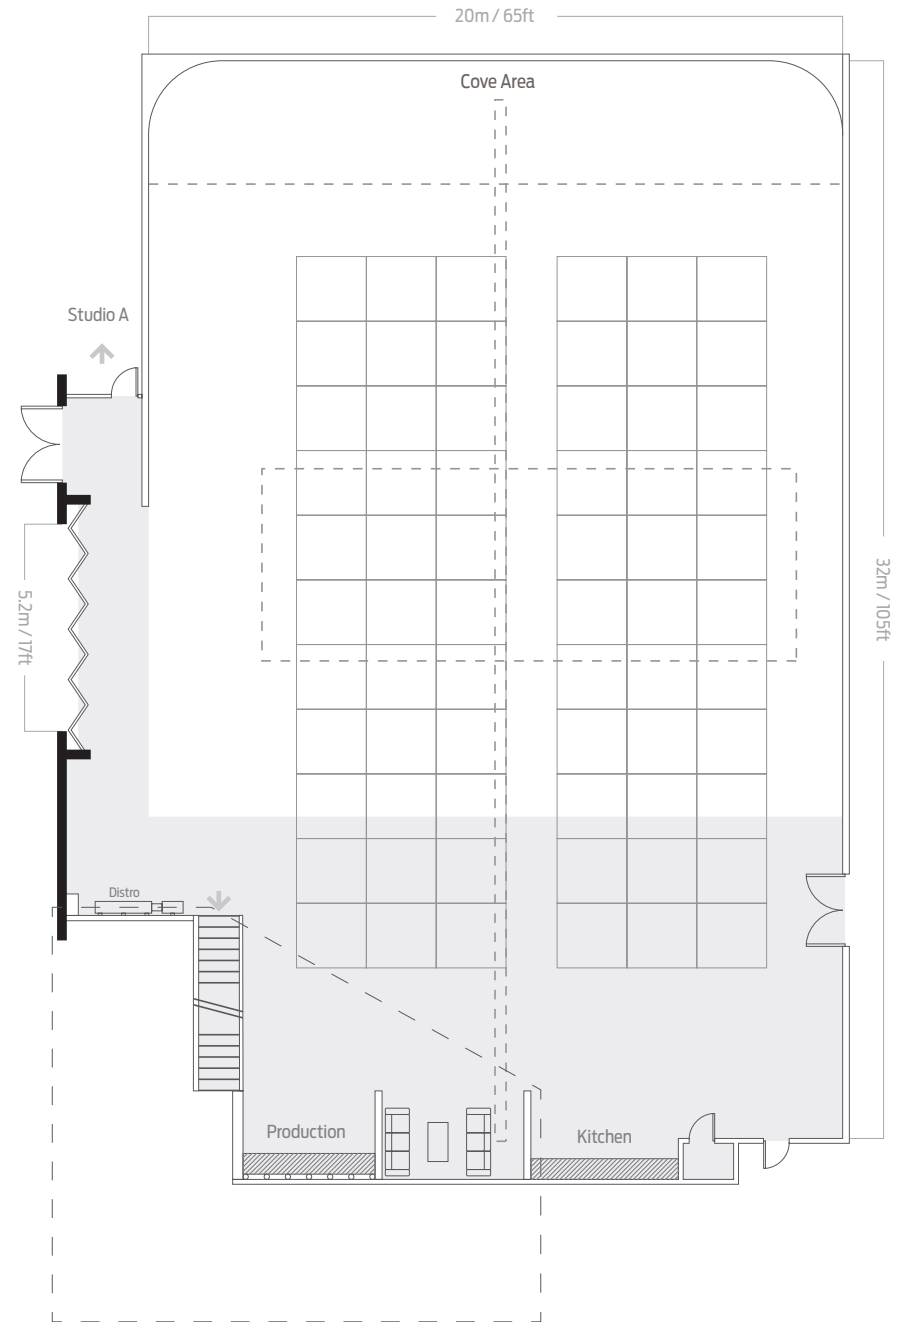 20m / 65ft
Cove Area
Studio A
32m / 105ft
5.2m / 17ft
Distro
Production
Kitchen